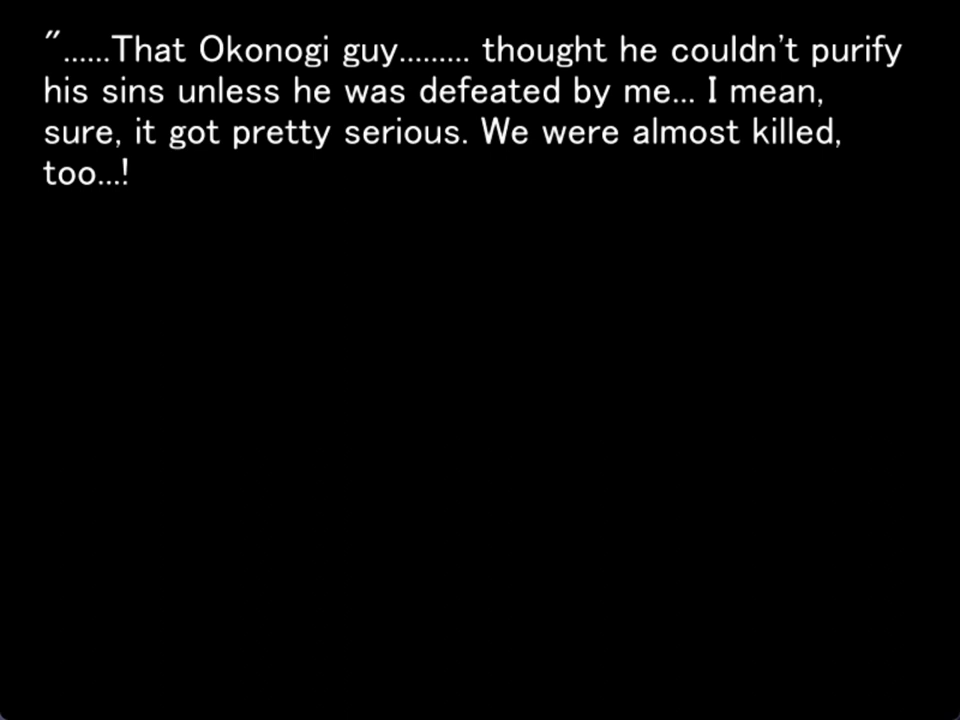 "......That Okonogi guy......... thought he couldn't purify
his sins unless he was defeated by me... I mean,
sure, it got pretty serious. We were almost killed,
too...!